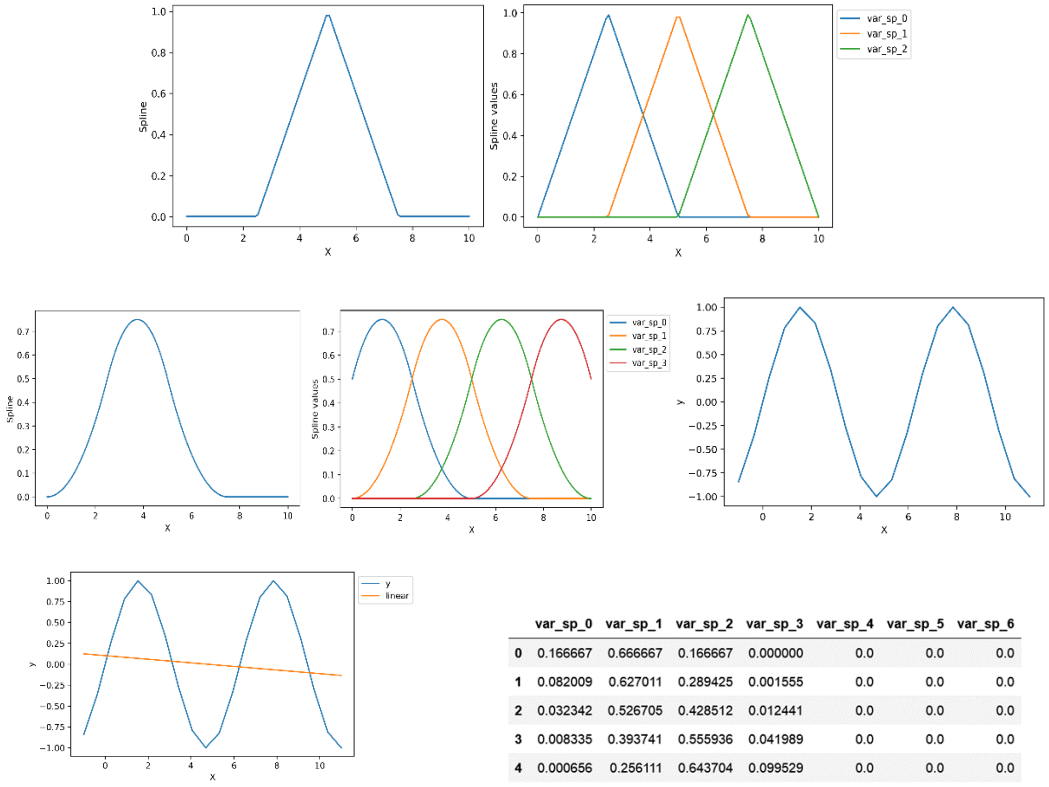 1.0
0.8
0.6
0.4
0.2
0.0
Spline
0 2 4 6 8 10
X
1.0
0.8
0.6
0.4
0.2
0.0
Spline values
0 2 4 6 8 10
X
var_sp_0
var_sp_1
var_sp_2
0.7
0.6
0.5
0.4
0.3
0.2
0.1
0.0
Spline
0 2 4 6 8 10
X
0.7
0.6
0.5
0.4
0.3
0.2
0.1
0.0
Spline values
0 2 4 6 8 10
X
var_sp_0
var_sp_1
var_sp_2
var_sp_3
1.00
0.75
0.50
0.25
0.00
−0.25
−0.50
−0.75
−1.00
y
0 2 4 6 8 10
X
1.00
0.75
0.50
0.25
0.00
−0.25
−0.50
−0.75
−1.00
y
0 2 4 6 8 10
X
y
linear
var_sp_0 var_sp_1 var_sp_2 var_sp_3 var_sp_4 var_sp_5 var_sp_6
0 0.166667 0.666667 0.166667 0.000000 0.0 0.0 0.0
1 0.082009 0.627011 0.289425 0.001555 0.0 0.0 0.0
2 0.032342 0.526705 0.428512 0.012441 0.0 0.0 0.0
3 0.008335 0.393741 0.555936 0.041989 0.0 0.0 0.0
4 0.000656 0.256111 0.643704 0.099529 0.0 0.0 0.0